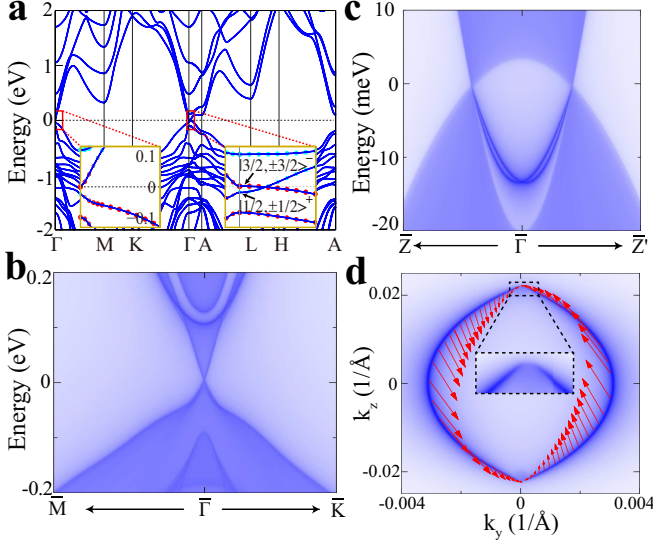 a
Energy (eV)
2
1
0
-1
-2
Γ M K Γ A L H A
0.1
0
-0.1
|3/2,±3/2>−
|1/2,±1/2>+
b
Energy (eV)
0.2
0
-0.2
M̄ Γ̄ K̄
c
Energy (meV)
10
0
-10
-20
Z̄ Γ̄ Z̄'
d
k_z (1/Å)
0.02
0
-0.02
-0.004 0 0.004
k_y (1/Å)